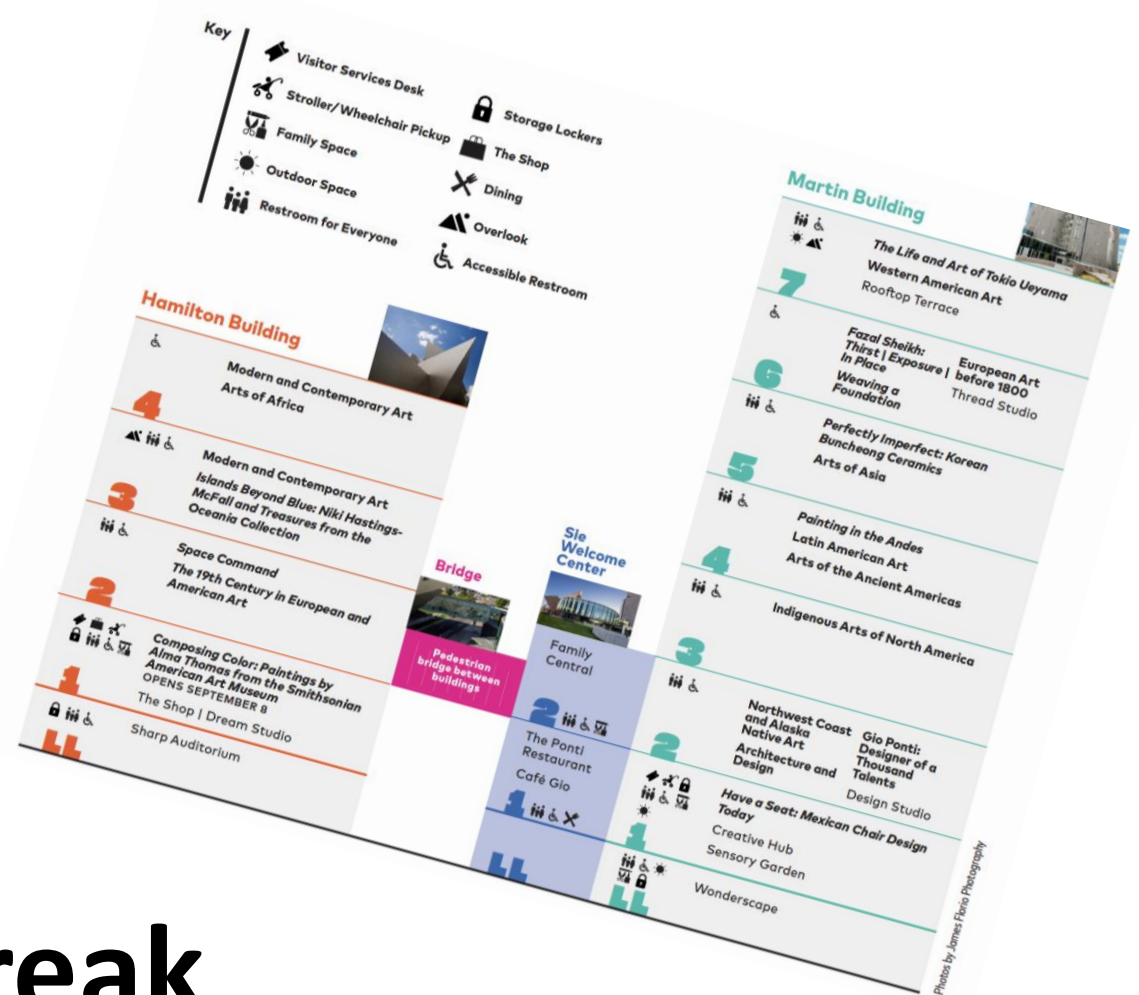 Key
Visitor Services Desk
Stroller/Wheelchair Pickup
Family Space
Outdoor Space
Restroom for Everyone
Storage Lockers
The Shop
Dining
Overlook
Accessible Restroom
Hamilton Building
4
Modern and Contemporary Art
Arts of Africa
3
Modern and Contemporary Art
Islands Beyond Blue: Niki Hastings-
McFall and Treasures from the
Oceania Collection
2
Space Command
The 19th Century in European and
American Art
1
Composing Color: Paintings by
Alma Thomas from the Smithsonian
American Art Museum
OPENS SEPTEMBER 8
The Shop | Dream Studio
LL
Sharp Auditorium
Bridge
Pedestrian
bridge between
buildings
Sie
Welcome
Center
Family
Central
2
The Ponti
Restaurant
Café Gio
1
LL
Martin Building
7
The Life and Art of Tokio Ueyama
Western American Art
Rooftop Terrace
6
Fazal Sheikh:
Thirst | Exposure |
In Place
Weaving a
Foundation
European Art
before 1800
Thread Studio
5
Perfectly Imperfect: Korean
Buncheong Ceramics
Arts of Asia
4
Painting in the Andes
Latin American Art
Arts of the Ancient Americas
3
Indigenous Arts of North America
2
Northwest Coast
and Alaska
Native Art
Architecture and
Design
Gio Ponti:
Designer of a
Thousand
Talents
Design Studio
1
Have a Seat: Mexican Chair Design
Today
Creative Hub
Sensory Garden
LL
Wonderscape
Photos by James Florio Photography
reak